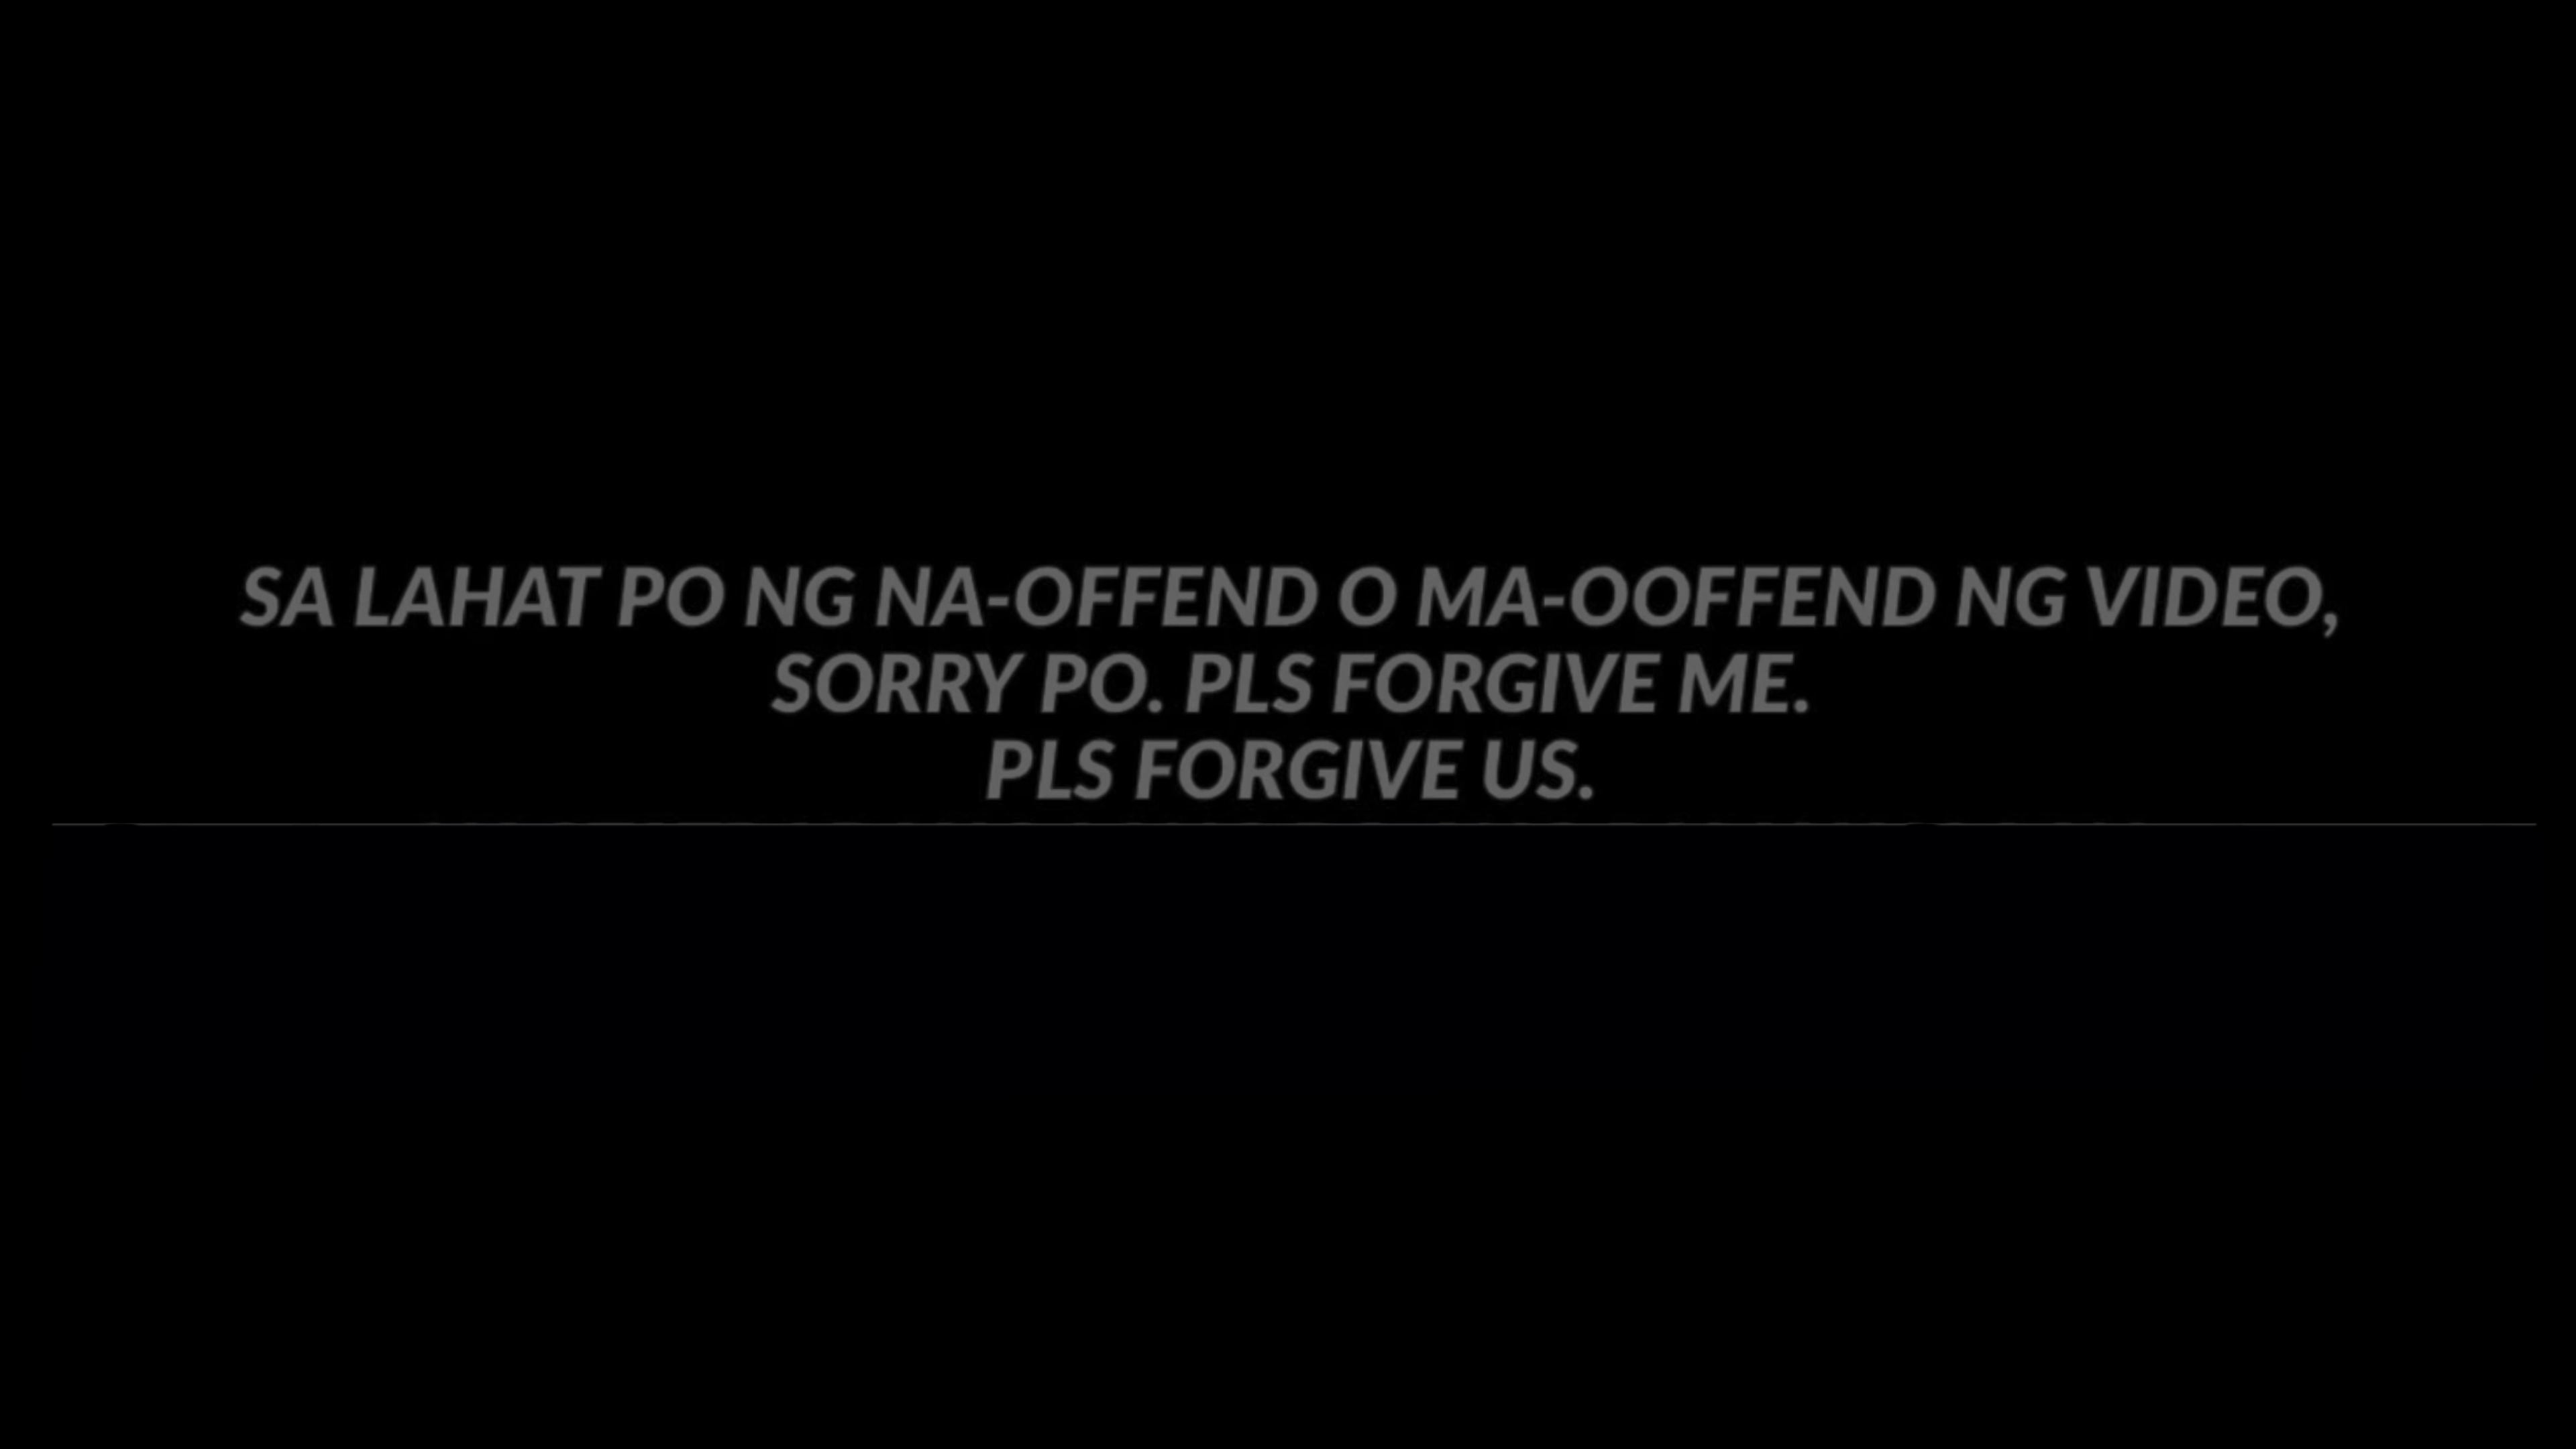 SA LAHAT PO NG NA-OFFEND O MA-OOFFEND NG VIDEO,
SORRY PO. PLS FORGIVE ME.
PLS FORGIVE US.